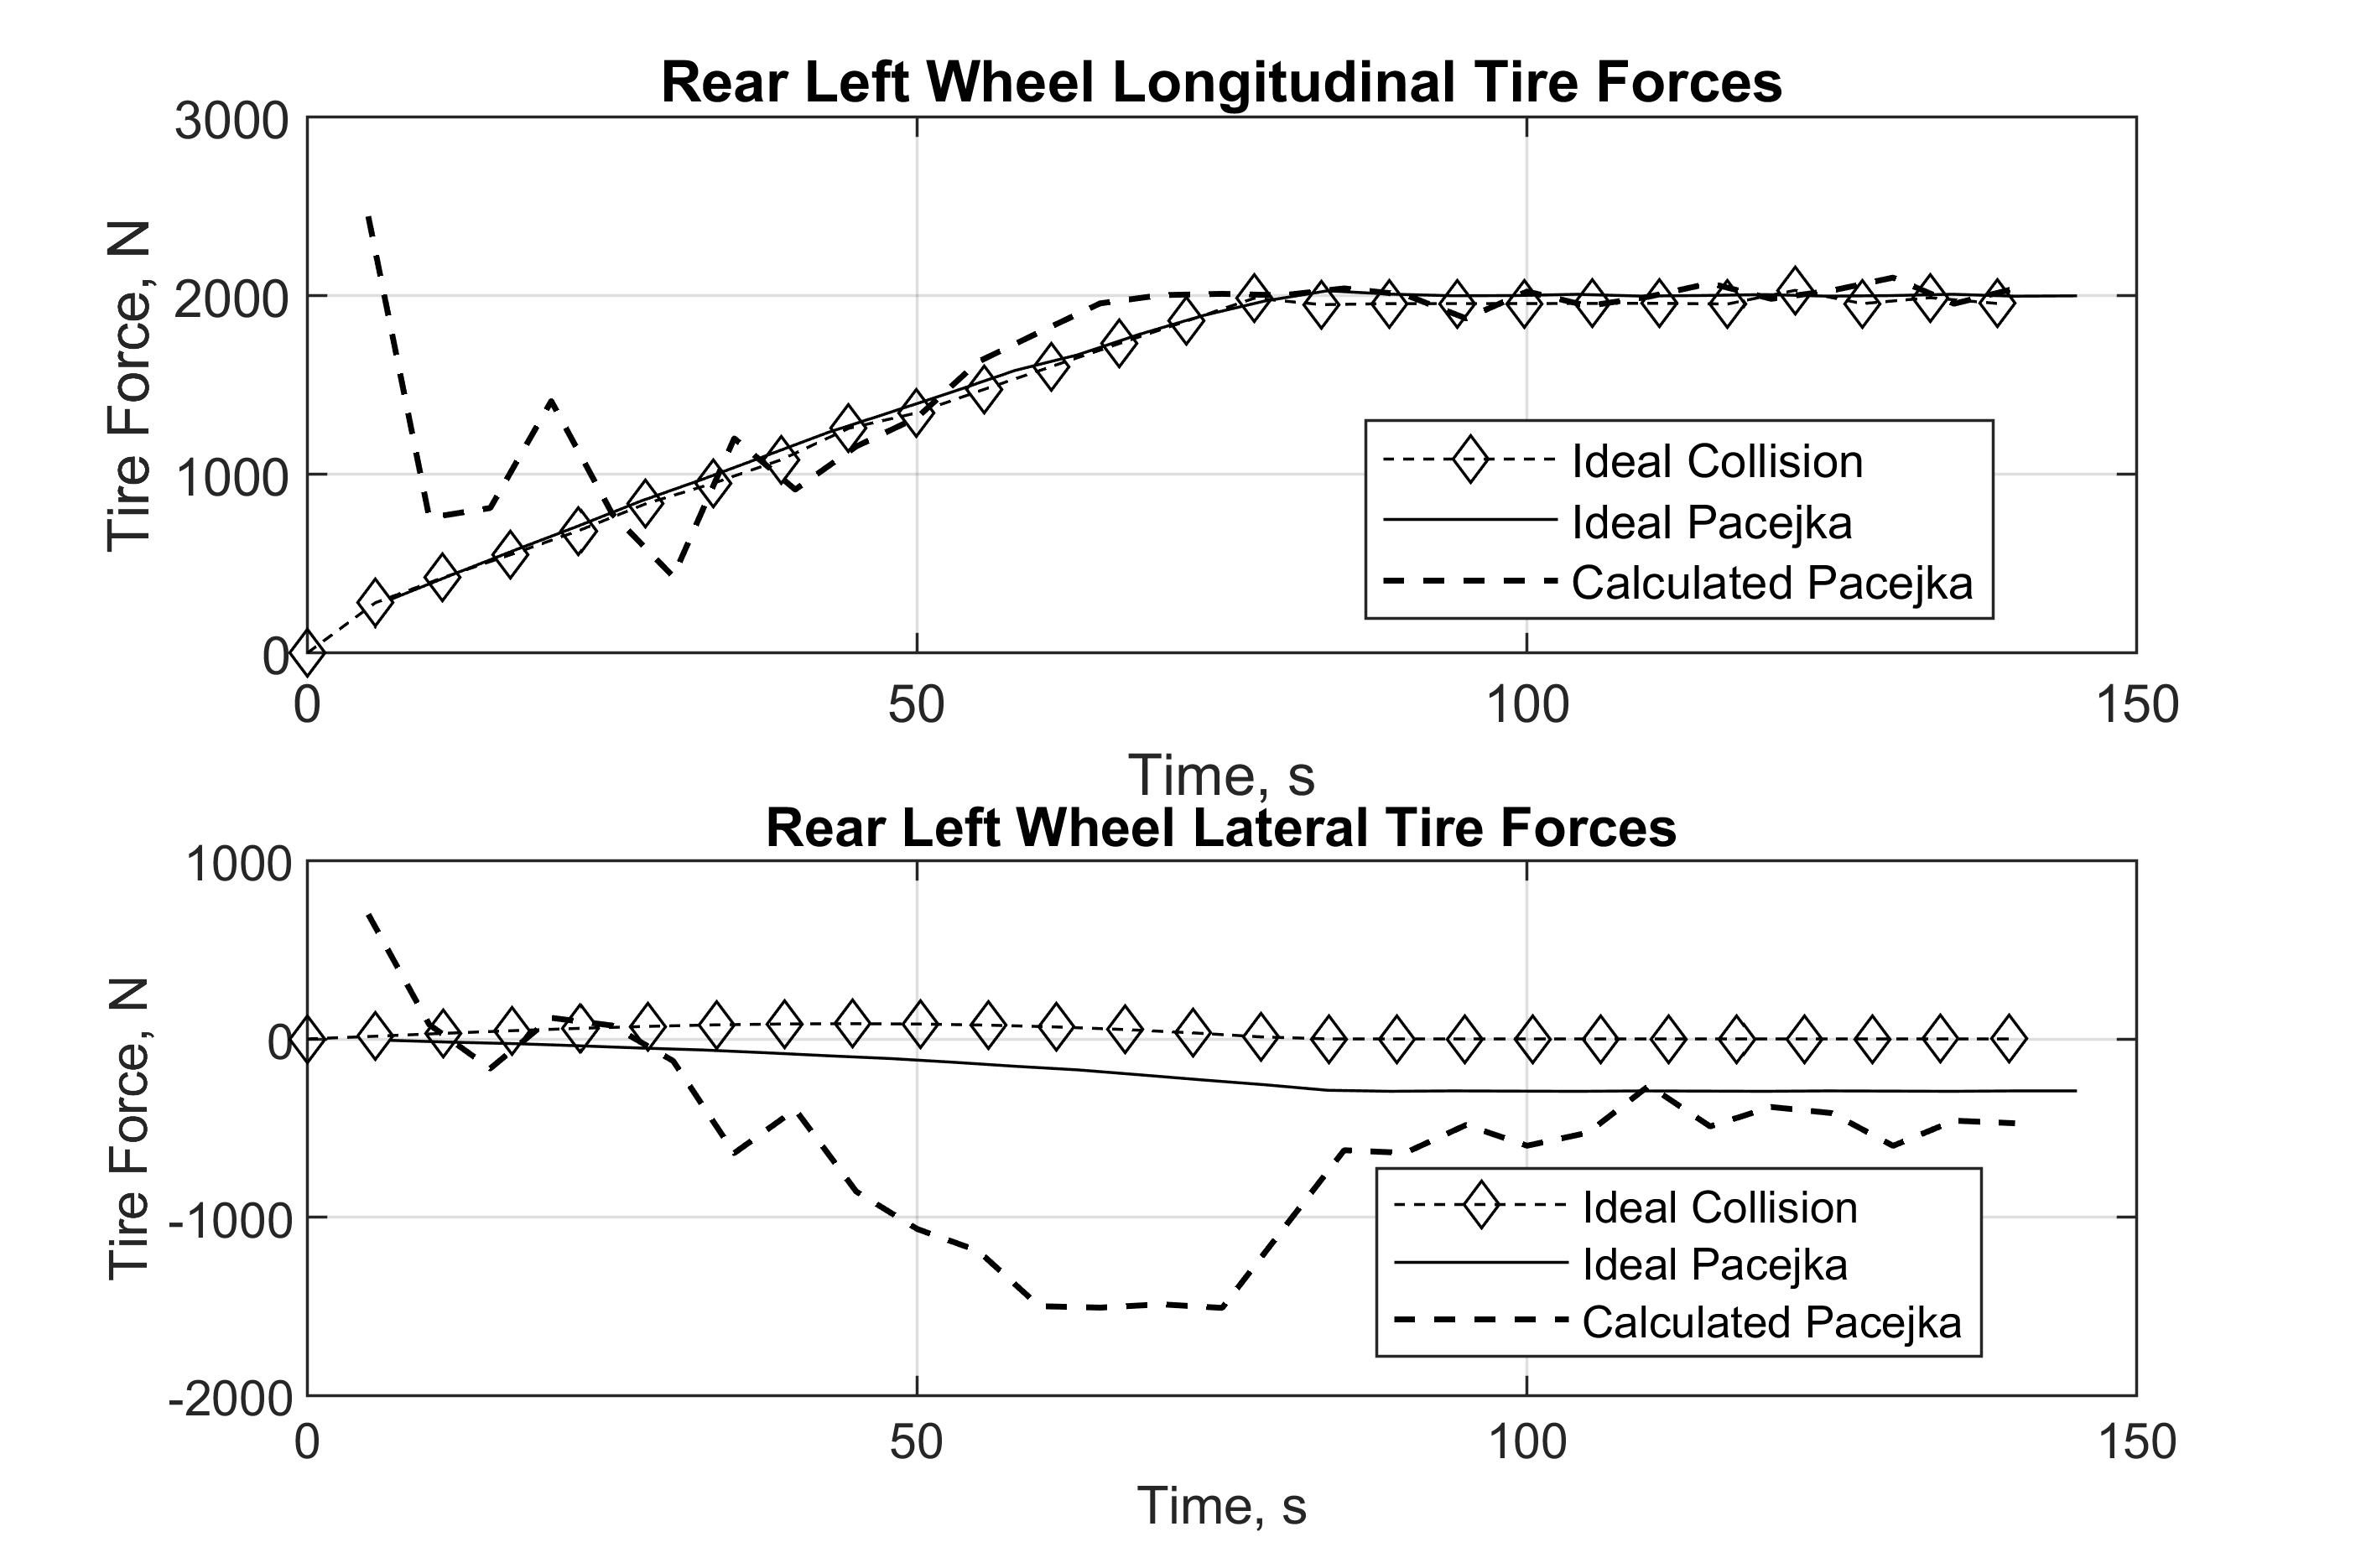 Rear Left Wheel Longitudinal Tire Forces
3000
2000
1000
0
Tire Force, N
0 50 100 150
Time, s
Ideal Collision
Ideal Pacejka
Calculated Pacejka
Rear Left Wheel Lateral Tire Forces
1000
0
-1000
-2000
Tire Force, N
0 50 100 150
Time, s
Ideal Collision
Ideal Pacejka
Calculated Pacejka